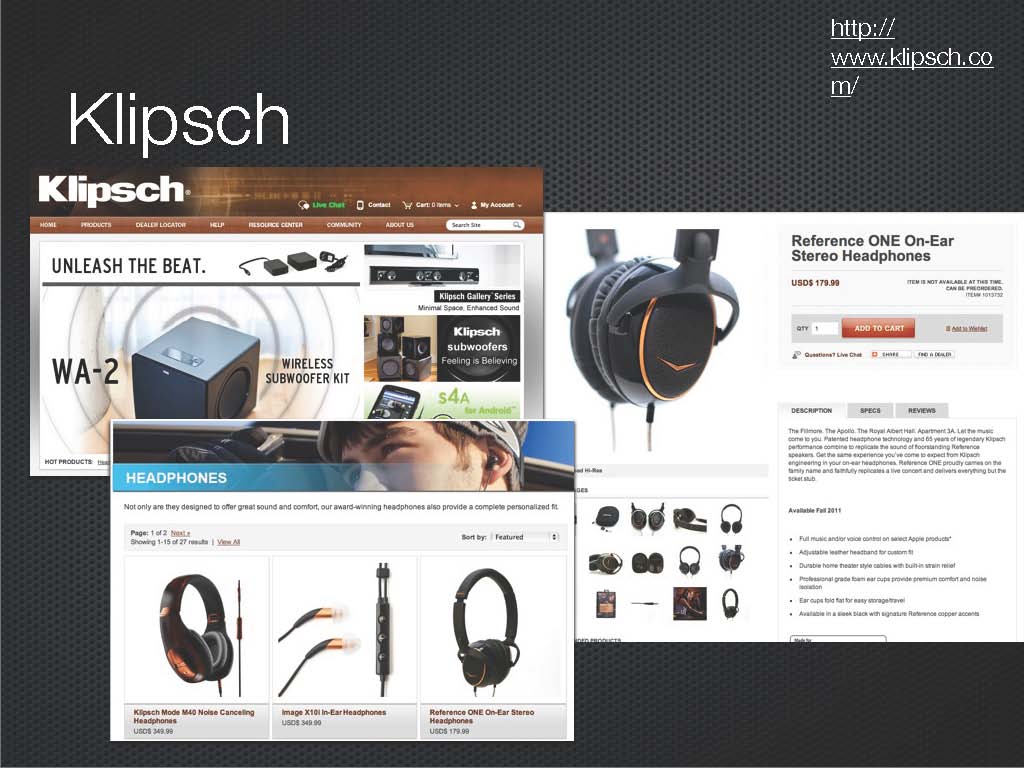 http://
www.klipsch.co
m/
Klipsch
Klipsch®
Live Chat Contact Cart: 0 items My Account
HOME PRODUCTS DEALER LOCATOR HELP RESOURCE CENTER COMMUNITY ABOUT US Search Site
UNLEASH THE BEAT.
WA-2
WIRELESS
SUBWOOFER KIT
Klipsch Gallery™Series
Minimal Space, Enhanced Sound
Klipsch
subwoofers
Feeling is Believing
S4A
for Android™
HOT PRODUCTS:
HEADPHONES
Not only are they designed to offer great sound and comfort, our award-winning headphones also provide a complete personalized fit.
Page: 1 of 2 Next »
Showing 1-15 of 27 results | View All
Sort by: Featured
Klipsch Mode M40 Noise Canceling
Headphones
USD$ 349.99
Image X10i In-Ear Headphones
USD$ 349.99
Reference ONE On-Ear Stereo
Headphones
USD$ 179.99
Reference ONE On-Ear
Stereo Headphones
USD$ 179.99
ITEM IS NOT AVAILABLE AT THIS TIME.
CAN BE PREORDERED.
ITEM# 1013732
QTY 1 ADD TO CART Add to Wishlist
Questions? Live Chat SHARE FIND A DEALER
DESCRIPTION SPECS REVIEWS
The Fillmore. The Apollo. The Royal Albert Hall. Apartment 3A. Let the music
come to you. Patented headphone technology and 65 years of legendary Klipsch
performance combine to replicate the sound of floorstanding Reference
speakers. Get the same experience you've come to expect from Klipsch
engineering in your on-ear headphones. Reference ONE proudly carries on the
family name and faithfully replicates a live concert and delivers everything but the
ticket stub.
Available Fall 2011
• Full music and/or voice control on select Apple products*
• Adjustable leather headband for custom fit
• Durable home theater style cables with built-in strain relief
• Professional grade foam ear cups provide premium comfort and noise
isolation
• Ear cups fold flat for easy storage/travel
• Available in a sleek black with signature Reference copper accents
Made for
oad Hi-Res
AGES
NDED PRODUCTS